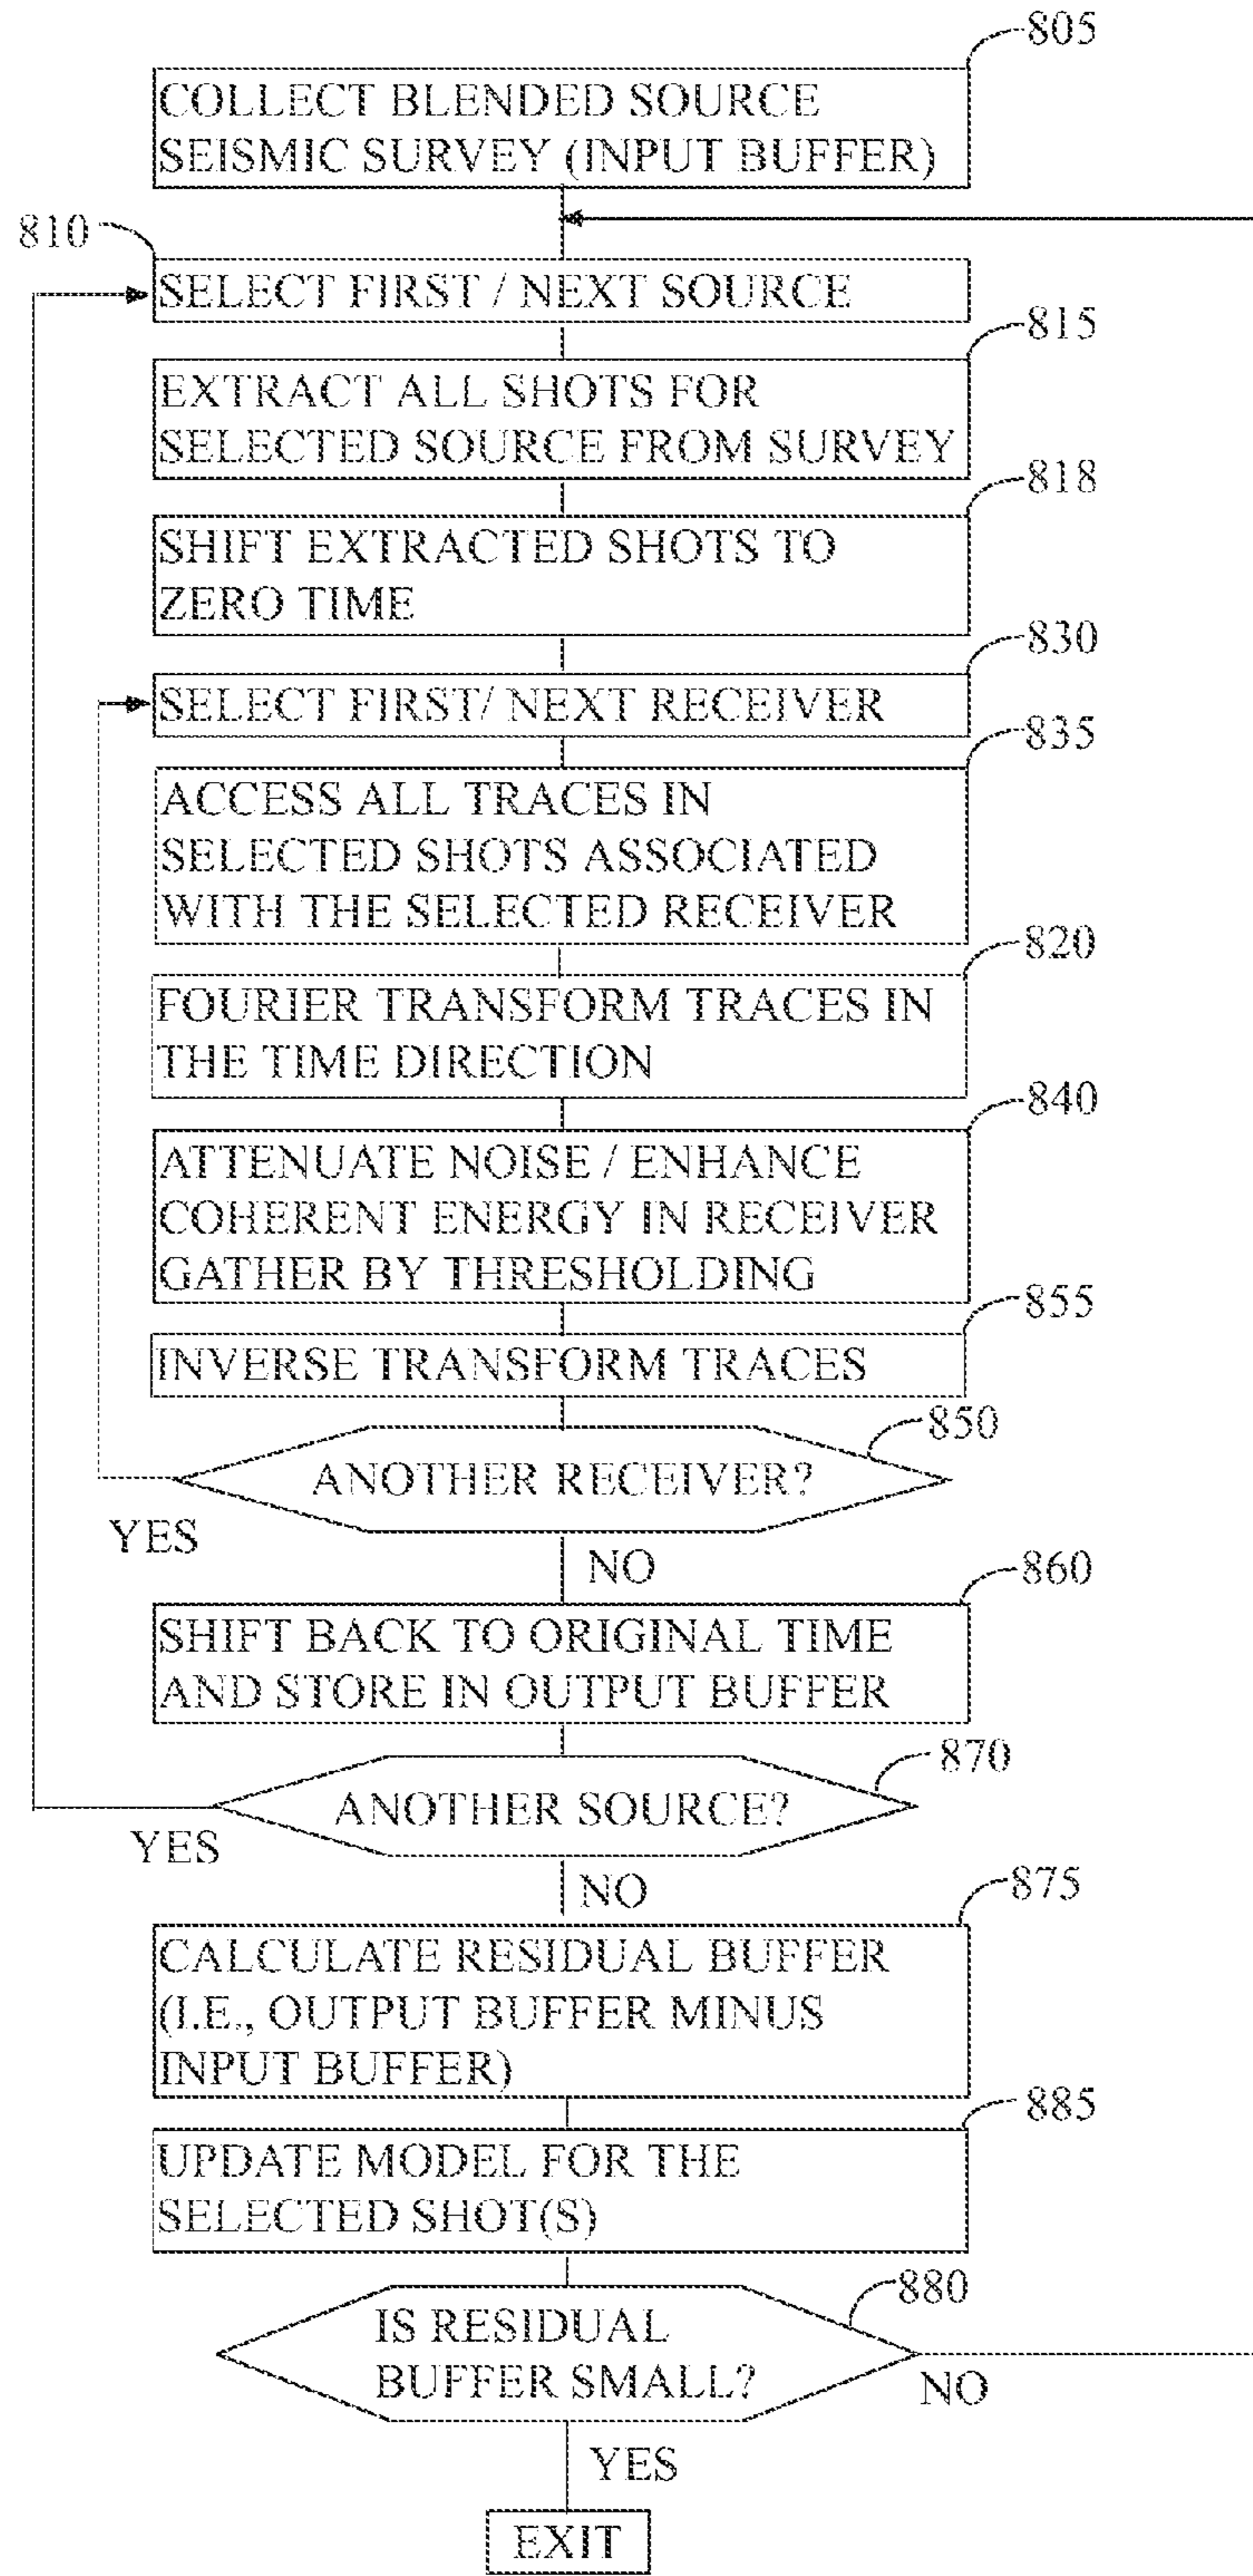 805
COLLECT BLENDED SOURCE
SEISMIC SURVEY (INPUT BUFFER)
810
SELECT FIRST / NEXT SOURCE
815
EXTRACT ALL SHOTS FOR
SELECTED SOURCE FROM SURVEY
818
SHIFT EXTRACTED SHOTS TO
ZERO TIME
830
SELECT FIRST/ NEXT RECEIVER
835
ACCESS ALL TRACES IN
SELECTED SHOTS ASSOCIATED
WITH THE SELECTED RECEIVER
820
FOURIER TRANSFORM TRACES IN
THE TIME DIRECTION
840
ATTENUATE NOISE / ENHANCE
COHERENT ENERGY IN RECEIVER
GATHER BY THRESHOLDING
855
INVERSE TRANSFORM TRACES
850
ANOTHER RECEIVER?
YES
NO
860
SHIFT BACK TO ORIGINAL TIME
AND STORE IN OUTPUT BUFFER
870
ANOTHER SOURCE?
YES
NO
875
CALCULATE RESIDUAL BUFFER
(I.E., OUTPUT BUFFER MINUS
INPUT BUFFER)
885
UPDATE MODEL FOR THE
SELECTED SHOT(S)
880
IS RESIDUAL
BUFFER SMALL?
NO
YES
EXIT